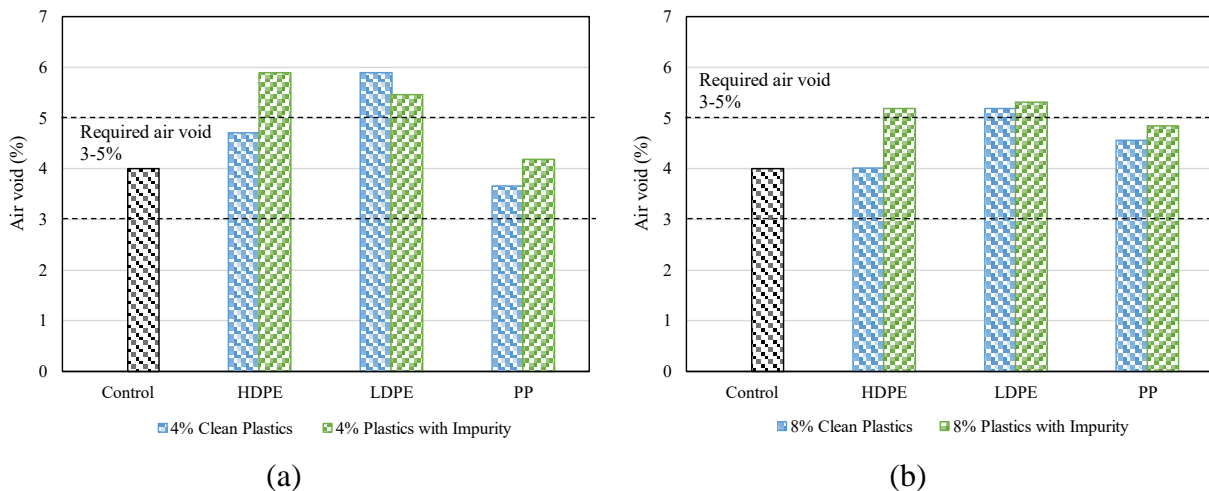 7
6
5
4
3
2
1
0
Air void (%)
Required air void
3-5%
Control HDPE LDPE PP
4% Clean Plastics 4% Plastics with Impurity
(a)
7
6
5
4
3
2
1
0
Air void (%)
Required air void
3-5%
Control HDPE LDPE PP
8% Clean Plastics 8% Plastics with Impurity
(b)